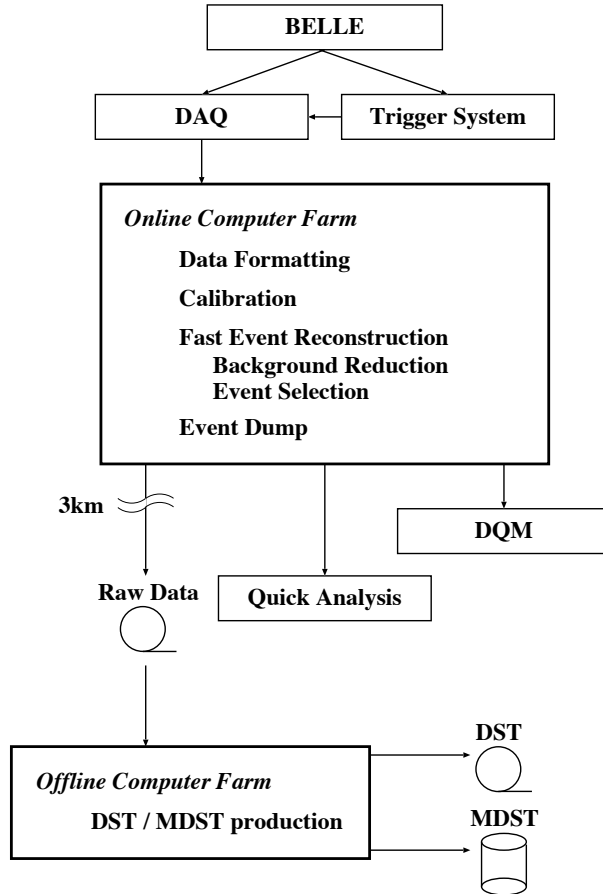 BELLE
DAQ
Trigger System
Online Computer Farm
Data Formatting
Calibration
Fast Event Reconstruction
Background Reduction
Event Selection
Event Dump
3km
DQM
Raw Data
Quick Analysis
DST
Offline Computer Farm
DST / MDST production
MDST